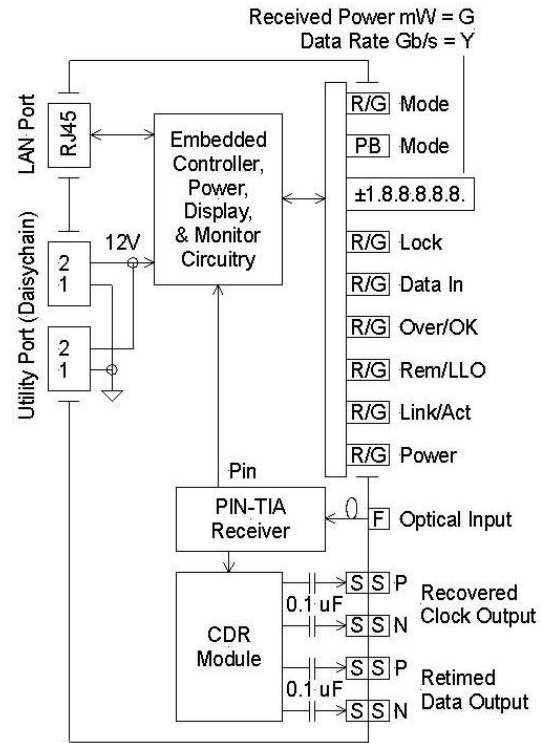 Received Power mW = G
Data Rate Gb/s = Y
LAN Port
RJ45
Embedded
Controller,
Power,
Display,
& Monitor
Circuitry
R/G Mode
PB Mode
±1.8.8.8.8.8.
R/G Lock
R/G Data In
R/G Over/OK
R/G Rem/LLO
R/G Link/Act
R/G Power
Utility Port (Daisychain)
12V
2
1
2
1
Pin
PIN-TIA
Receiver
F Optical Input
CDR
Module
0.1 uF
0.1 uF
S S P
S S N
Recovered
Clock Output
S S P
S S N
Retimed
Data Output